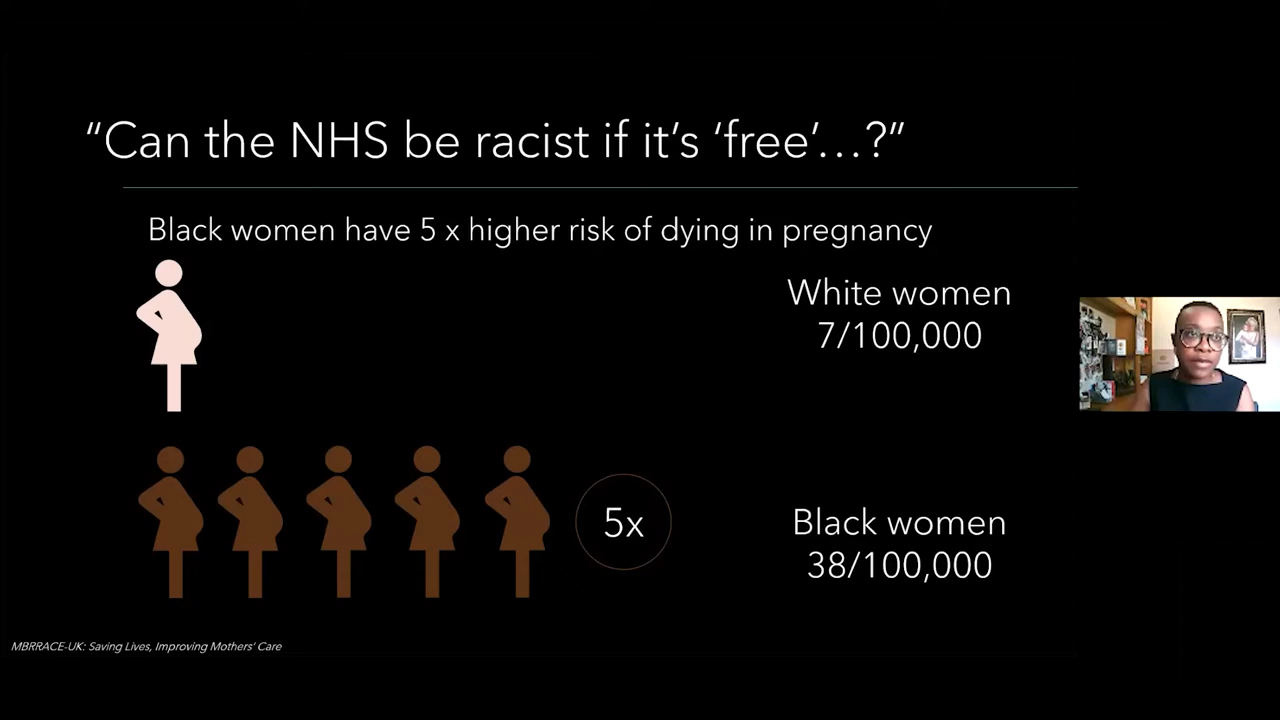 “Can the NHS be racist if it’s ‘free’...?”
Black women have 5 x higher risk of dying in pregnancy
White women
7/100,000
5x
Black women
38/100,000
MBRRACE-UK: Saving Lives, Improving Mothers’ Care